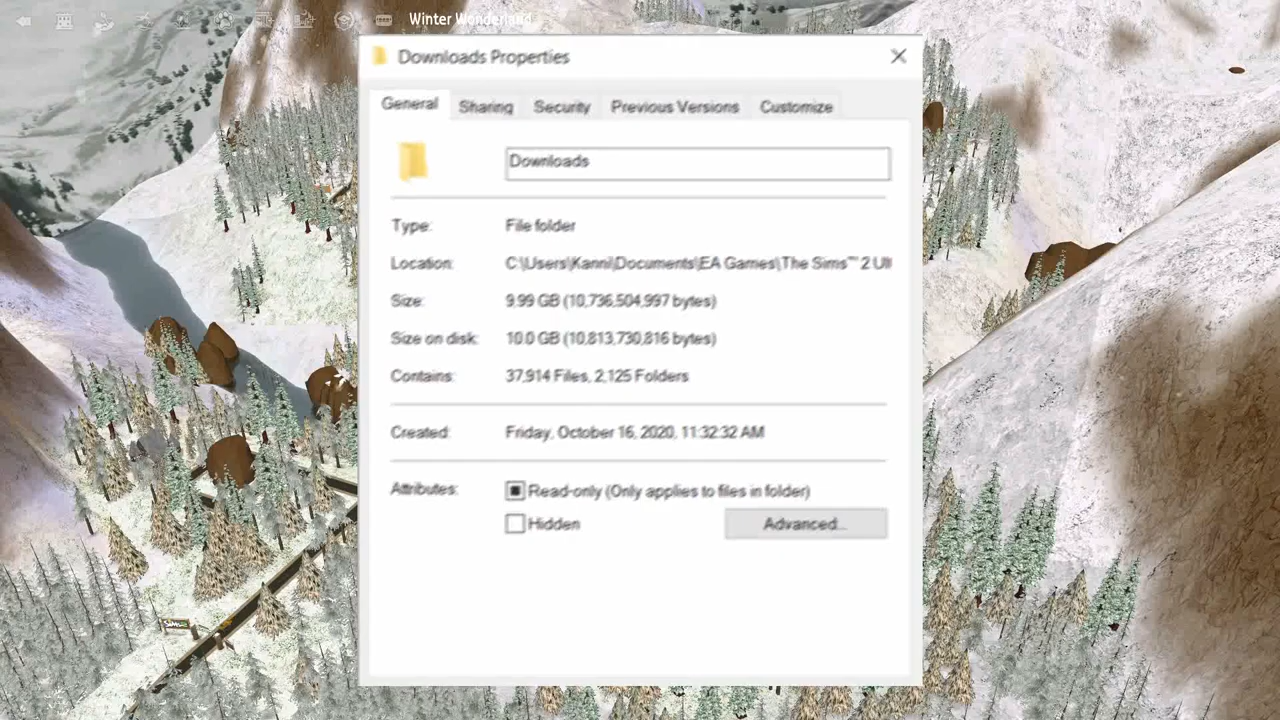 Winter Wonderland
Downloads Properties
General Sharing Security Previous Versions Customize
Downloads
Type: File folder
Location: C:\Users\Kanni\Documents\EA Games\The Sims™ 2 Ul
Size: 9.99 GB (10,736,504,997 bytes)
Size on disk: 10.0 GB (10,813,730,816 bytes)
Contains: 37,914 Files, 2,125 Folders
Created: Friday, October 16, 2020, 11:32:32 AM
Attributes: Read-only (Only applies to files in folder)
Hidden Advanced...